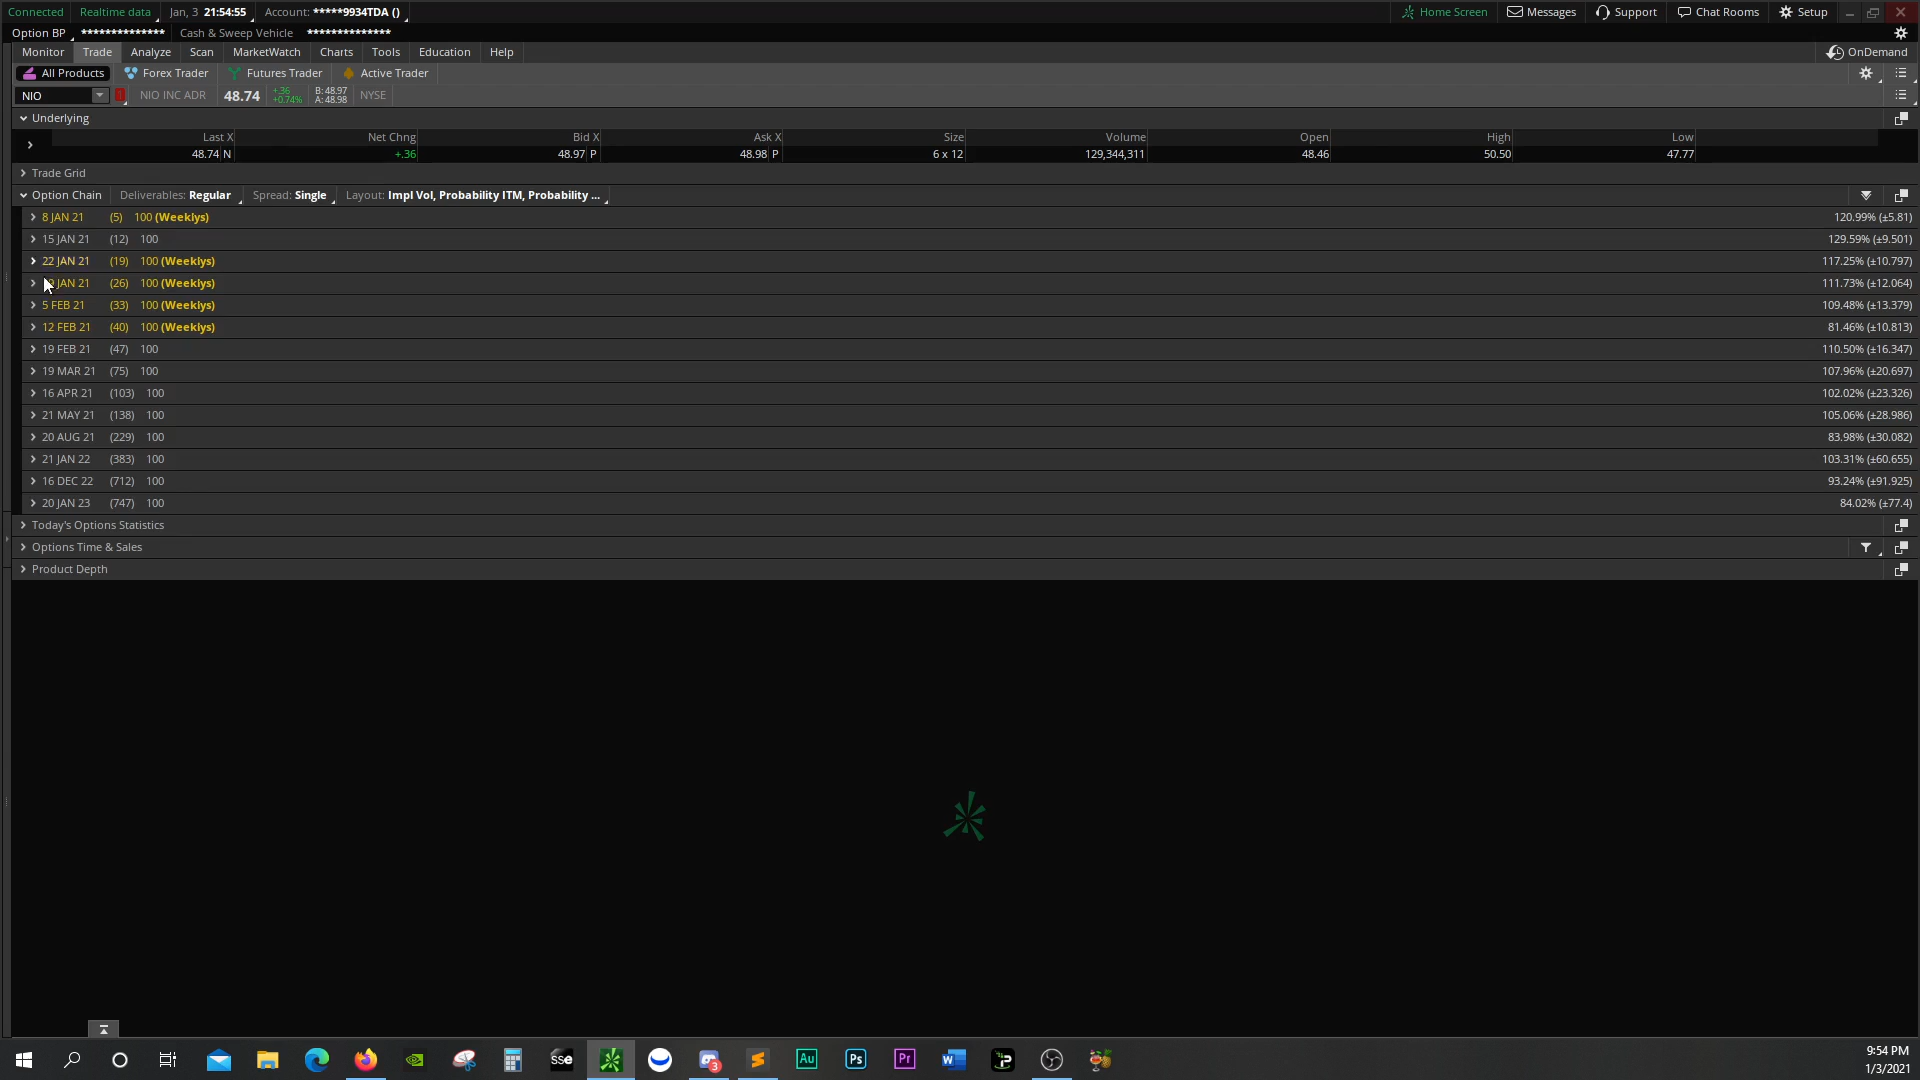 Connected Realtime data Jan, 3 21:54:55 Account: *****9934TDA () Home Screen Messages Support Chat Rooms Setup
Option BP ************** Cash & Sweep Vehicle **************
Monitor Trade Analyze Scan MarketWatch Charts Tools Education Help OnDemand
All Products Forex Trader Futures Trader Active Trader
NIO NIO INC ADR 48.74 +.36 +0.74% B: 48.97 A: 48.98 NYSE
Underlying
Last X Net Chng Bid X Ask X Size Volume Open High Low
48.74 N +.36 48.97 P 48.98 P 6 x 12 129,344,311 48.46 50.50 47.77
Trade Grid
Option Chain Deliverables: Regular Spread: Single Layout: Impl Vol, Probability ITM, Probability ...
8 JAN 21 (5) 100 (Weeklys) 120.99% (±5.81)
15 JAN 21 (12) 100 129.59% (±9.501)
22 JAN 21 (19) 100 (Weeklys) 117.25% (±10.797)
JAN 21 (26) 100 (Weeklys) 111.73% (±12.064)
5 FEB 21 (33) 100 (Weeklys) 109.48% (±13.379)
12 FEB 21 (40) 100 (Weeklys) 81.46% (±10.813)
19 FEB 21 (47) 100 110.50% (±16.347)
19 MAR 21 (75) 100 107.96% (±20.697)
16 APR 21 (103) 100 102.02% (±23.326)
21 MAY 21 (138) 100 105.06% (±28.986)
20 AUG 21 (229) 100 83.98% (±30.082)
21 JAN 22 (383) 100 103.31% (±60.655)
16 DEC 22 (712) 100 93.24% (±91.925)
20 JAN 23 (747) 100 84.02% (±77.4)
Today's Options Statistics
Options Time & Sales
Product Depth
sse 3 Au Ps Pr W
9:54 PM
1/3/2021